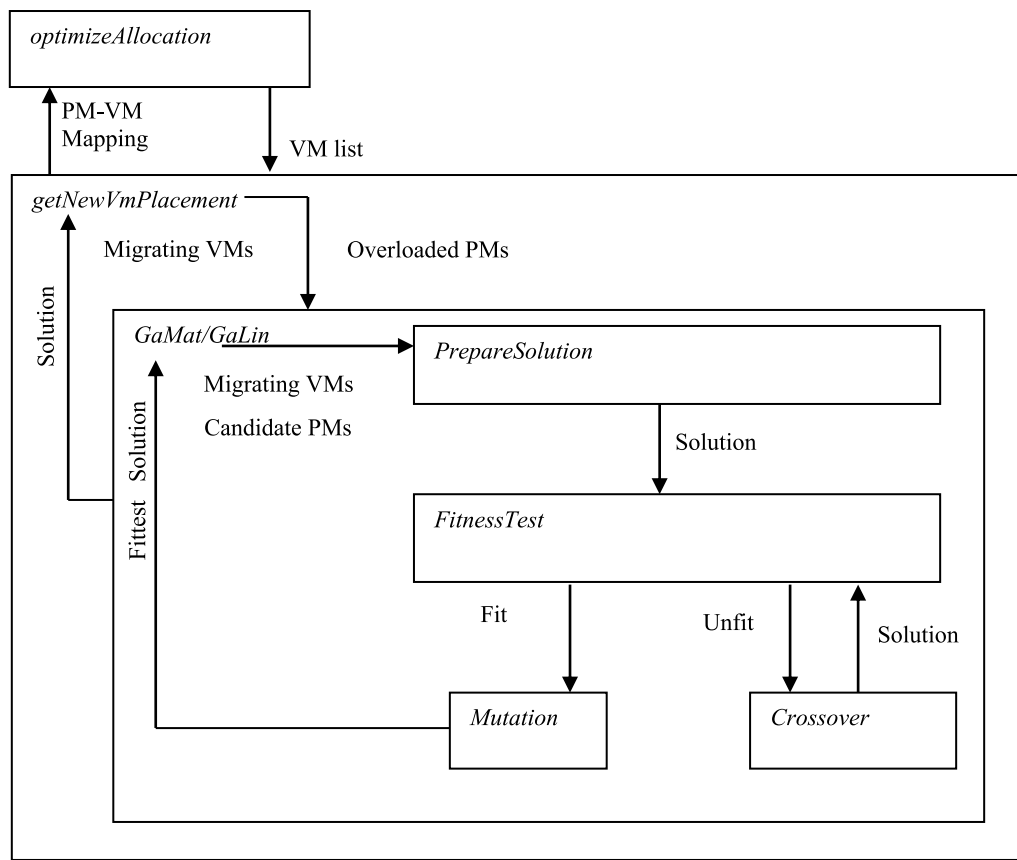 optimizeAllocation
PM-VM
Mapping
VM list
getNewVmPlacement
Migrating VMs
Overloaded PMs
Solution
GaMat/GaLin
PrepareSolution
Migrating VMs
Candidate PMs
Fittest Solution
Solution
FitnessTest
Fit
Unfit
Solution
Mutation
Crossover